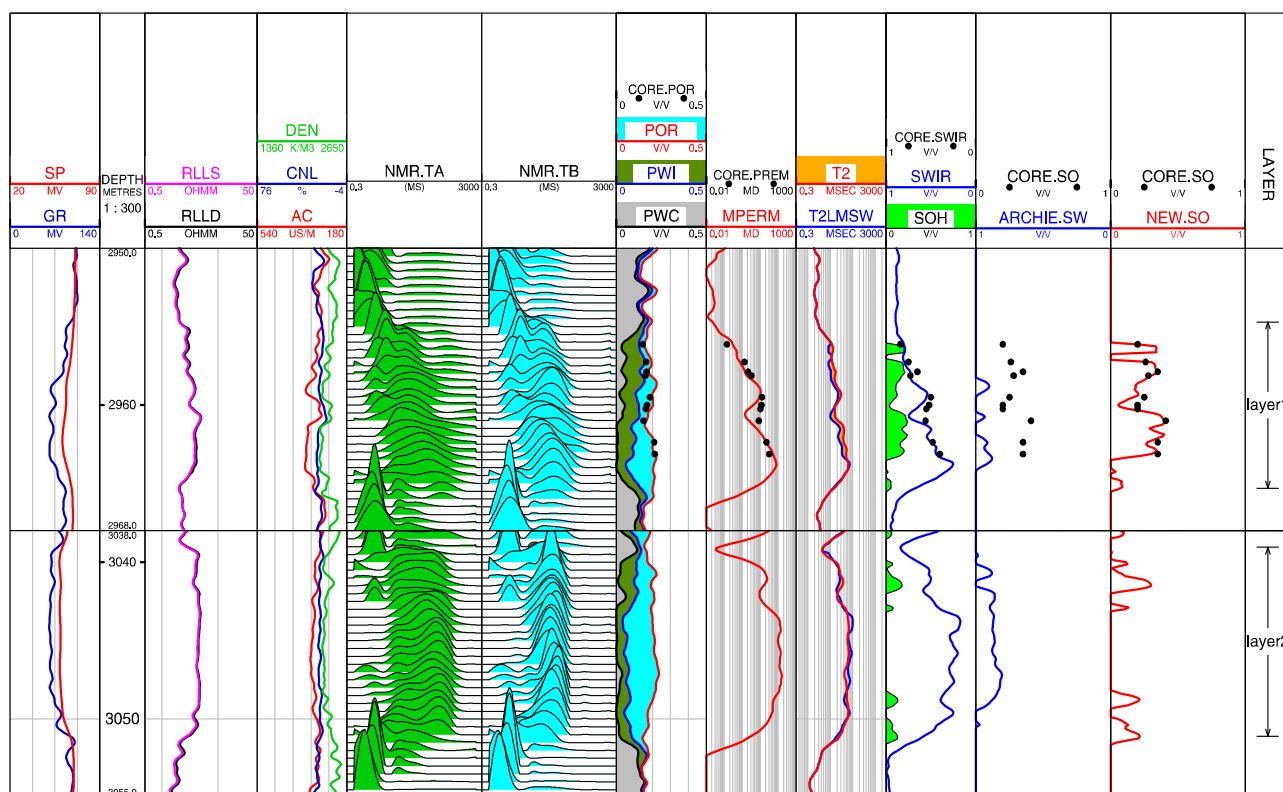 CORE.POR
0 V/V 0.5
DEN
1360 K/M3 2650
POR
0 V/V 0.5
CORE.SWIR
1 V/V 0
SP
20 MV 90
DEPTH
METRES
1 : 300
RLLS
0.5 OHMM 50
CNL
76 % -4
NMR.TA
0.3 (MS) 3000
NMR.TB
0.3 (MS) 3000
PWI
0 V/V 0.5
CORE.PREM
0.01 MD 1000
T2
0.3 MSEC 3000
SWIR
1 V/V 0
CORE.SO
0 V/V 1
CORE.SO
0 V/V 1
LAYER
GR
0 MV 140
RLLD
0.5 OHMM 50
AC
540 US/M 180
PWC
MPERM
0.01 MD 1000
T2LMSW
0.3 MSEC 3000
SOH
0 V/V 1
ARCHIE.SW
1 V/V 0
NEW.SO
0 V/V 1
2950.0
2960
layer1
2968.0
3038.0
3040
layer2
3050
3055.0